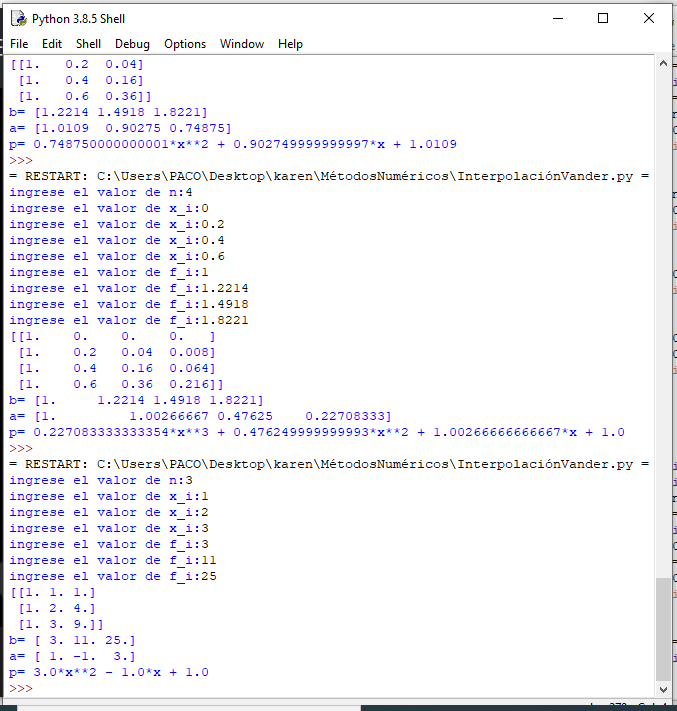 Python 3.8.5 Shell
File Edit Shell Debug Options Window Help
[[1.   0.2  0.04]
 [1.   0.4  0.16]
 [1.   0.6  0.36]]
b= [1.2214 1.4918 1.8221]
a= [1.0109  0.90275 0.74875]
p= 0.748750000000001*x**2 + 0.902749999999997*x + 1.0109
>>>
= RESTART: C:\Users\PACO\Desktop\karen\MétodosNuméricos\InterpolaciónVander.py =
ingrese el valor de n:4
ingrese el valor de x_i:0
ingrese el valor de x_i:0.2
ingrese el valor de x_i:0.4
ingrese el valor de x_i:0.6
ingrese el valor de f_i:1
ingrese el valor de f_i:1.2214
ingrese el valor de f_i:1.4918
ingrese el valor de f_i:1.8221
[[1.    0.    0.    0.   ]
 [1.    0.2   0.04  0.008]
 [1.    0.4   0.16  0.064]
 [1.    0.6   0.36  0.216]]
b= [1.     1.2214 1.4918 1.8221]
a= [1.         1.00266667 0.47625    0.22708333]
p= 0.227083333333354*x**3 + 0.476249999999993*x**2 + 1.00266666666667*x + 1.0
>>>
= RESTART: C:\Users\PACO\Desktop\karen\MétodosNuméricos\InterpolaciónVander.py =
ingrese el valor de n:3
ingrese el valor de x_i:1
ingrese el valor de x_i:2
ingrese el valor de x_i:3
ingrese el valor de f_i:3
ingrese el valor de f_i:11
ingrese el valor de f_i:25
[[1. 1. 1.]
 [1. 2. 4.]
 [1. 3. 9.]]
b= [ 3. 11. 25.]
a= [ 1. -1.  3.]
p= 3.0*x**2 - 1.0*x + 1.0
>>>